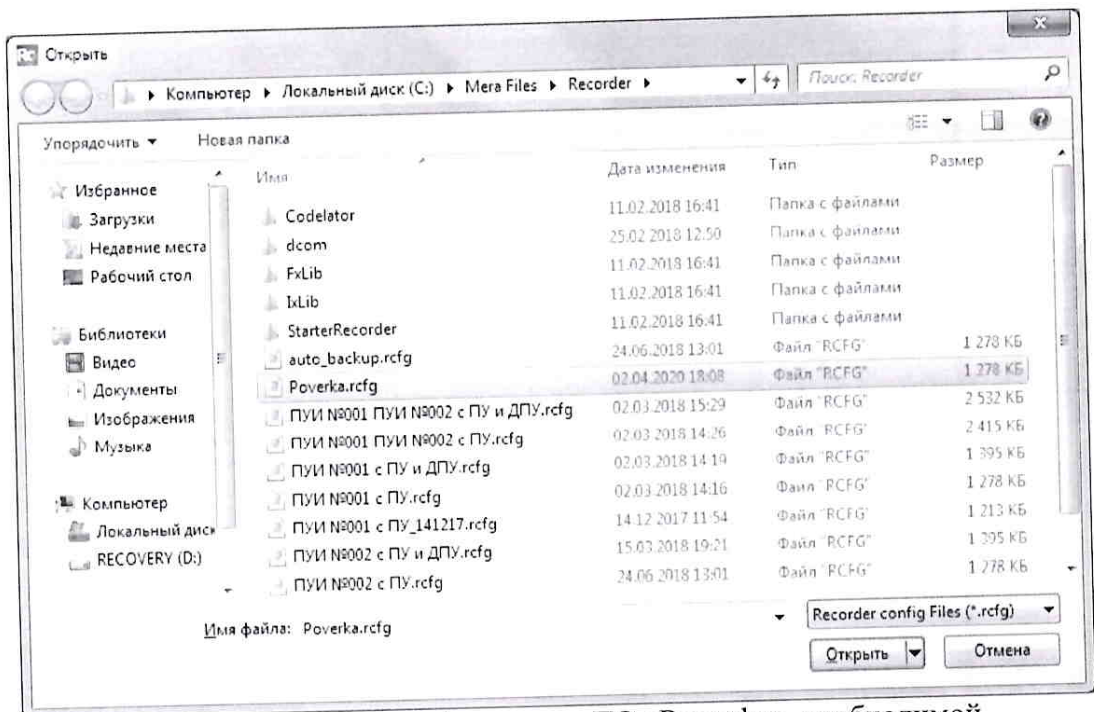 Открыть
Компьютер ▸ Локальный диск (C:) ▸ Mera Files ▸ Recorder ▸
Поиск: Recorder
Упорядочить
Новая папка
Имя
Дата изменения
Тип
Размер
Избранное
Загрузки
Недавние места
Рабочий стол
Библиотеки
Видео
Документы
Изображения
Музыка
Компьютер
Локальный диск
RECOVERY (D:)
Codelator 11.02.2018 16:41 Папка с файлами
dcom 25.02.2018 12:50 Папка с файлами
FxLib 11.02.2018 16:41 Папка с файлами
IxLib 11.02.2018 16:41 Папка с файлами
StarterRecorder 11.02.2018 16:41 Папка с файлами
auto_backup.rcfg 24.06.2018 13:01 Файл "RCFG" 1 278 КБ
Poverka.rcfg 02.04.2020 18:08 Файл "RCFG" 1 278 КБ
ПУИ №001 ПУИ №002 с ПУ и ДПУ.rcfg 02.03.2018 15:29 Файл "RCFG" 2 532 КБ
ПУИ №001 ПУИ №002 с ПУ.rcfg 02.03.2018 14:26 Файл "RCFG" 2 415 КБ
ПУИ №001 с ПУ и ДПУ.rcfg 02.03.2018 14:19 Файл "RCFG" 1 395 КБ
ПУИ №001 с ПУ.rcfg 02.03.2018 14:16 Файл "RCFG" 1 278 КБ
ПУИ №001 с ПУ_141217.rcfg 14.12.2017 11:54 Файл "RCFG" 1 213 КБ
ПУИ №002 с ПУ и ДПУ.rcfg 15.03.2018 19:21 Файл "RCFG" 1 395 КБ
ПУИ №002 с ПУ.rcfg 24.06.2018 13:01 Файл "RCFG" 1 278 КБ
Имя файла: Poverka.rcfg
Recorder config Files (*.rcfg)
Открыть
Отмена